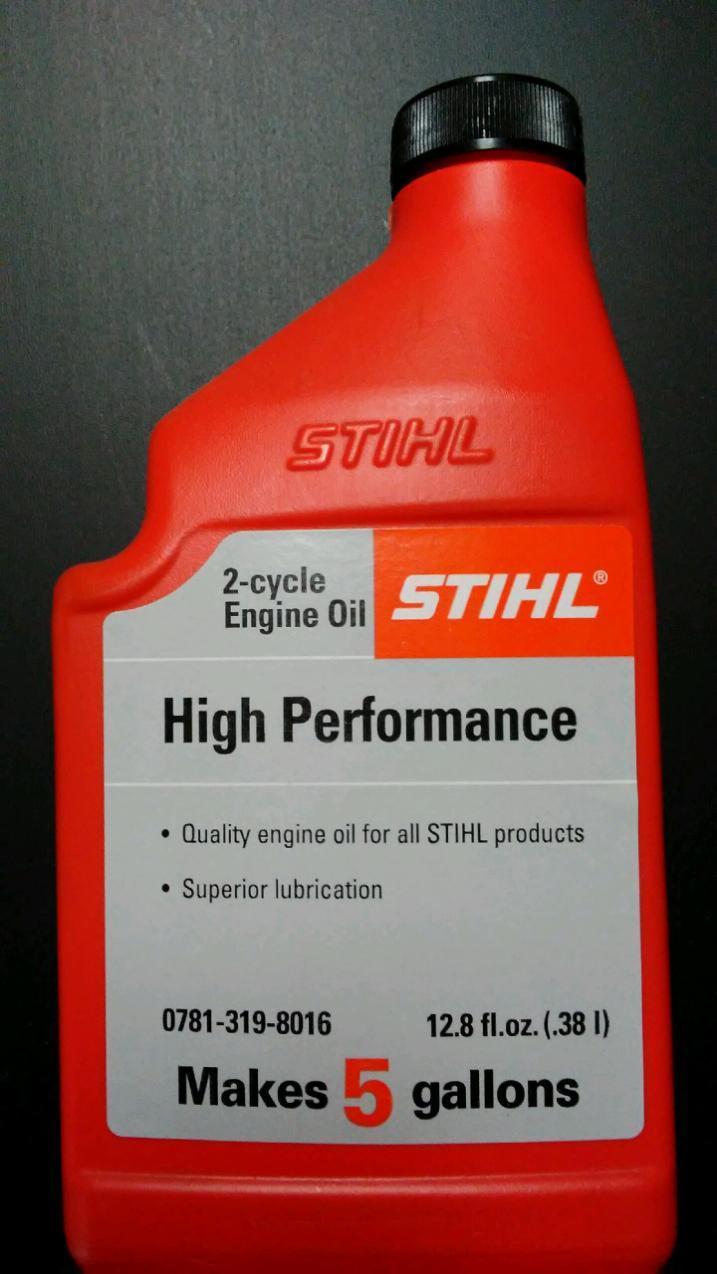 STIHL
2-cycle
Engine Oil
STIHL®
High Performance
• Quality engine oil for all STIHL products
• Superior lubrication
0781-319-8016 12.8 fl.oz. (.38 l)
Makes 5 gallons